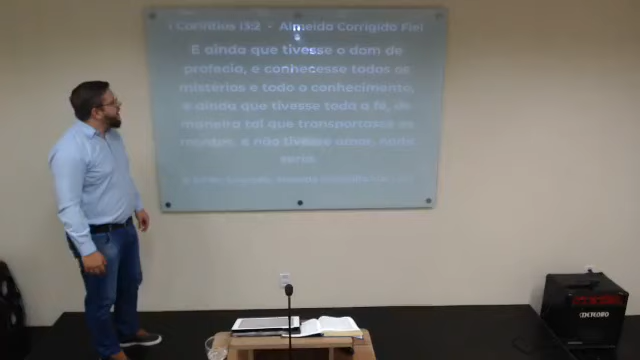 1 Coríntios 13:2 - Almeida Corrigida Fiel
E ainda que tivesse o dom de
profecia, e conhecesse todos os
mistérios e todo o conhecimento,
e ainda que tivesse toda a fé, de
maneira tal que transportasse os
montes, e não tivesse amor, nada
seria.